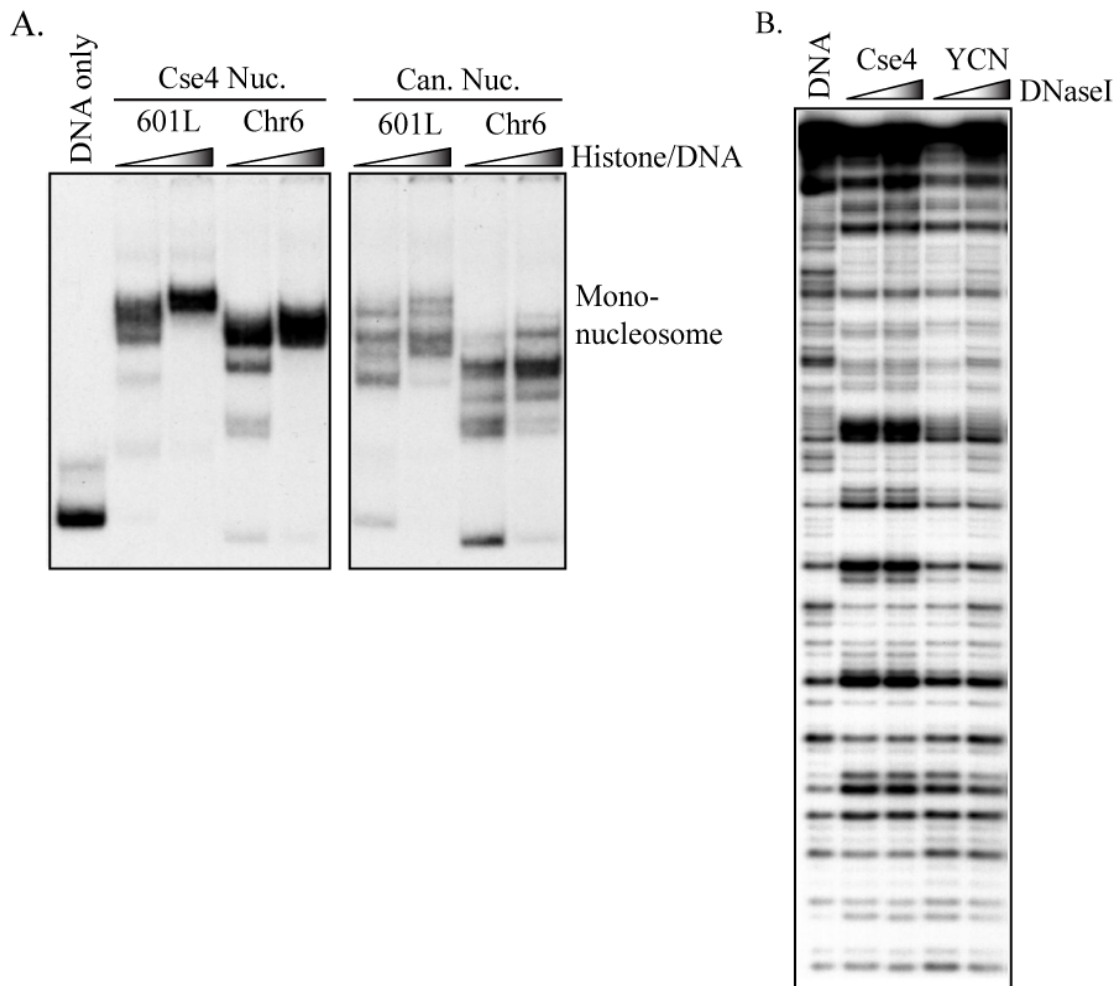 A.
DNA only
Cse4 Nuc.
Can. Nuc.
601L Chr6
601L Chr6
Histone/DNA
Mono-
nucleosome
B.
DNA
Cse4 YCN
DNaseI